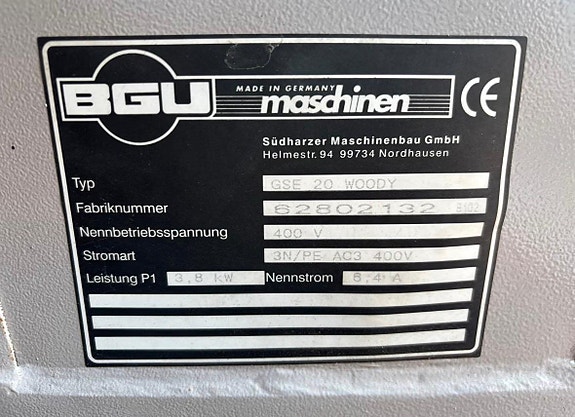 BGU MADE IN GERMANY maschinen CE
Südharzer Maschinenbau GmbH
Helmestr. 94 99734 Nordhausen
Typ GSE 20 WOODY
Fabriknummer 62802132
Nennbetriebsspannung 400 V
Stromart 3N/PE AC3 400V
Leistung P1 3,8 kW Nennstrom 6,4 A